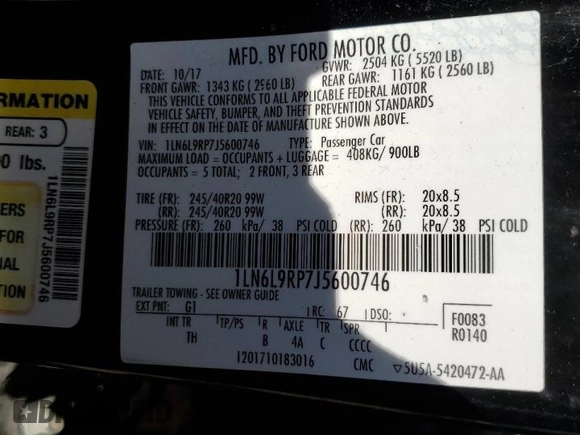 MFD. BY FORD MOTOR CO.
DATE: 10/17
GVWR: 2504 KG ( 5520 LB)
FRONT GAWR: 1343 KG ( 2960 LB)
REAR GAWR: 1161 KG ( 2560 LB)
THIS VEHICLE CONFORMS TO ALL APPLICABLE FEDERAL MOTOR
VEHICLE SAFETY, BUMPER, AND THEFT PREVENTION STANDARDS
IN EFFECT ON THE DATE OF MANUFACTURE SHOWN ABOVE.
VIN: 1LN6L9RP7J5600746 TYPE: Passenger Car
MAXIMUM LOAD = OCCUPANTS + LUGGAGE = 408KG/ 900LB
OCCUPANTS = 5 TOTAL; 2 FRONT, 3 REAR
TIRE (FR): 245/40R20 99W RIMS (FR): 20x8.5
(RR): 245/40R20 99W (RR): 20x8.5
PRESSURE (FR): 260 kPa/ 38 PSI COLD (RR): 260 kPa/ 38 PSI COLD
1LN6L9RP7J5600746
TRAILER TOWING - SEE OWNER GUIDE
EXT PNT: G1 RC: 67 DSO: F0083
R0140
INT TR TP/PS R AXLE TR SPR
TH B 4A C CCCC
I201710183016 CMC ▽5U5A-5420472-AA
ORMATION
REAR: 3
lbs.
ERS
FOR
NAL
TION
1LN6L9RP7J5600746